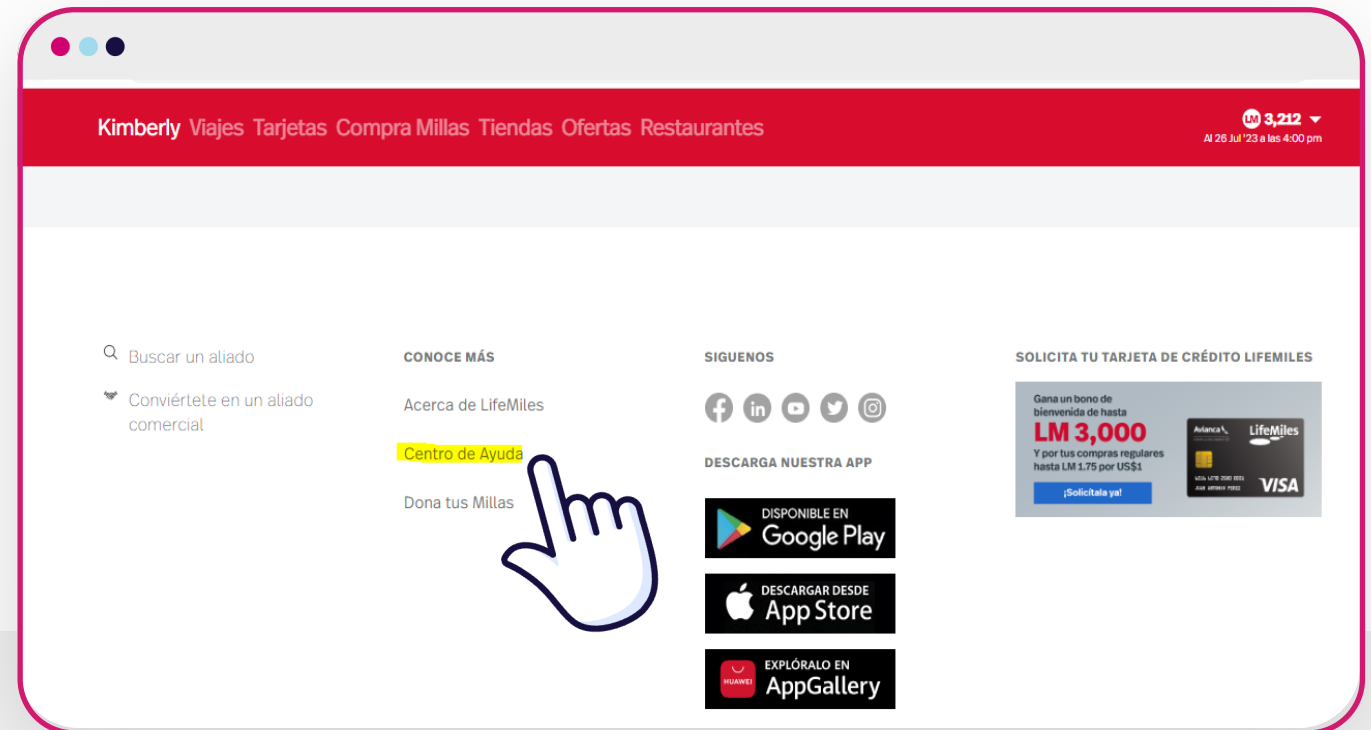 Kimberly Viajes Tarjetas Compra Millas Tiendas Ofertas Restaurantes
LM 3,212
Al 26 Jul '23 a las 4:00 pm
Buscar un aliado
Conviértete en un aliado
comercial
CONOCE MÁS
Acerca de LifeMiles
Centro de Ayuda
Dona tus Millas
SIGUENOS
DESCARGA NUESTRA APP
DISPONIBLE EN
Google Play
DESCARGAR DESDE
App Store
HUAWEI
EXPLÓRALO EN
AppGallery
SOLICITA TU TARJETA DE CRÉDITO LIFEMILES
Gana un bono de
bienvenida de hasta
LM 3,000
Y por tus compras regulares
hasta LM 1.75 por US$1
¡Solicítala ya!
Avianca
LifeMiles
VISA